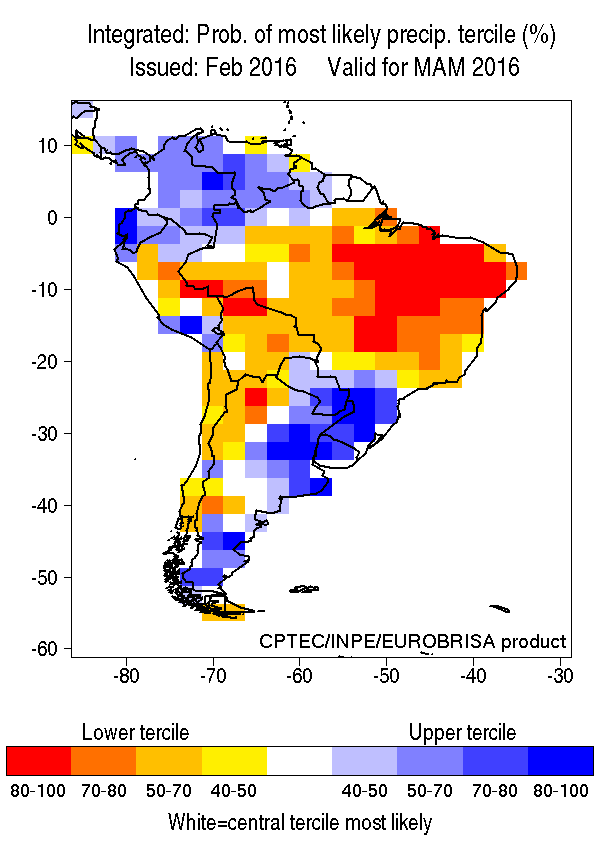 Integrated: Prob. of most likely precip. tercile (%)
Issued: Feb 2016 Valid for MAM 2016
10
0
-10
-20
-30
-40
-50
-60
CPTEC/INPE/EUROBRISA product
-80 -70 -60 -50 -40 -30
Lower tercile Upper tercile
80-100 70-80 50-70 40-50 40-50 50-70 70-80 80-100
White=central tercile most likely